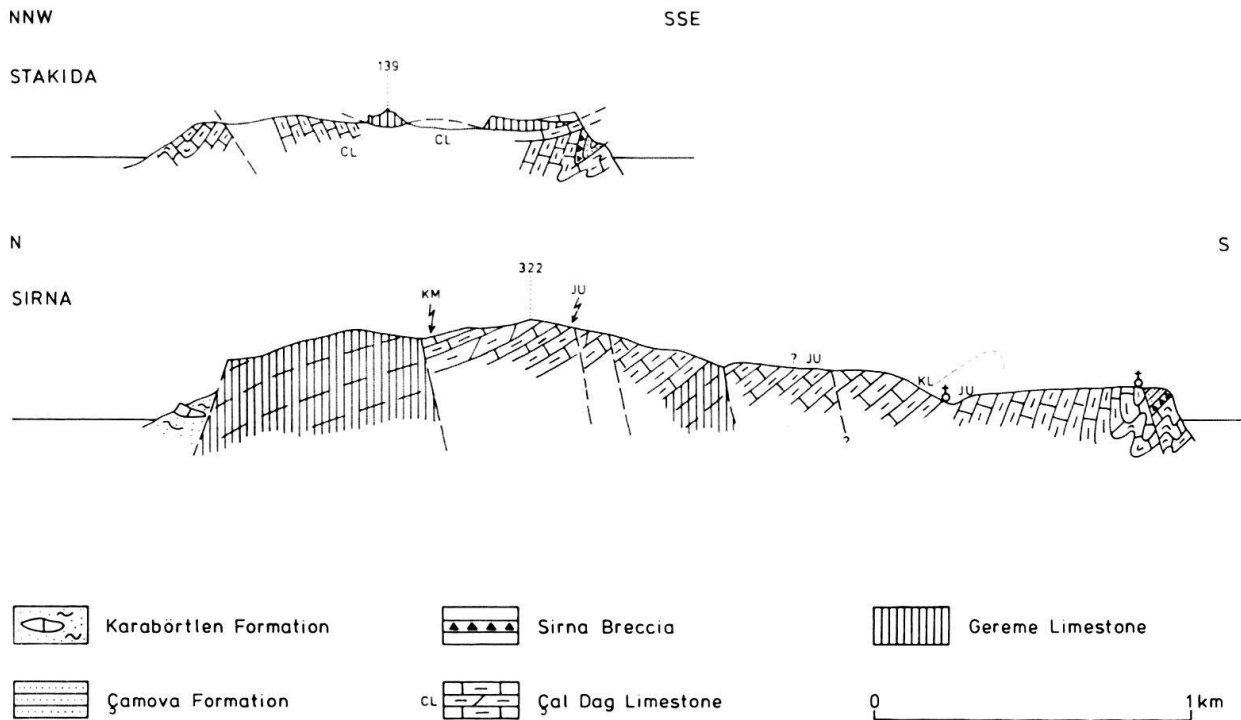 NNW SSE
STAKIDA
139
CL CL
N S
SIRNA
322
KM JU
? JU
KL JU
?
Karabörtlen Formation
Sirna Breccia
Gereme Limestone
Çamova Formation
CL Çal Dag Limestone
0 1 km